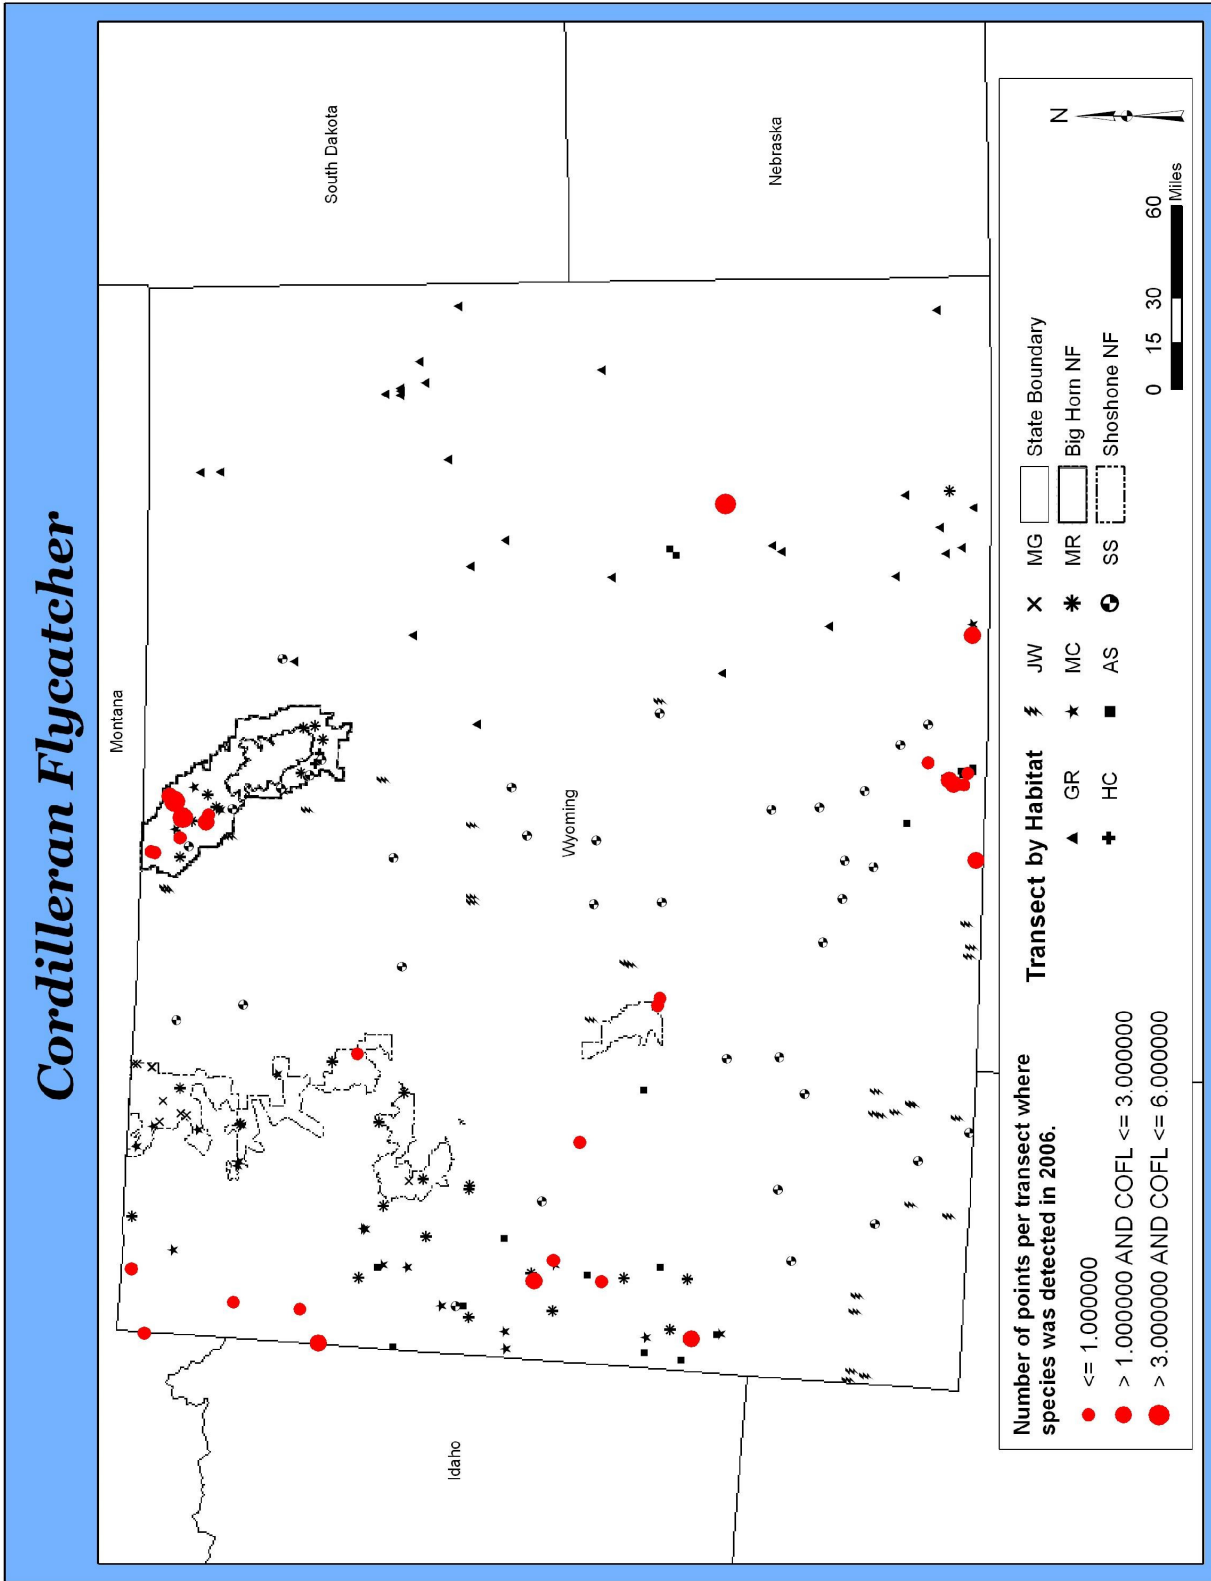 Cordilleran Flycatcher
Montana
South Dakota
Idaho
Wyoming
Nebraska
Number of points per transect where
species was detected in 2006.
<= 1.000000
> 1.000000 AND COFL <= 3.000000
> 3.000000 AND COFL <= 6.000000
Transect by Habitat
GR JW MG State Boundary
MC MR Big Horn NF
HC AS SS Shoshone NF
N
0 15 30 60
Miles